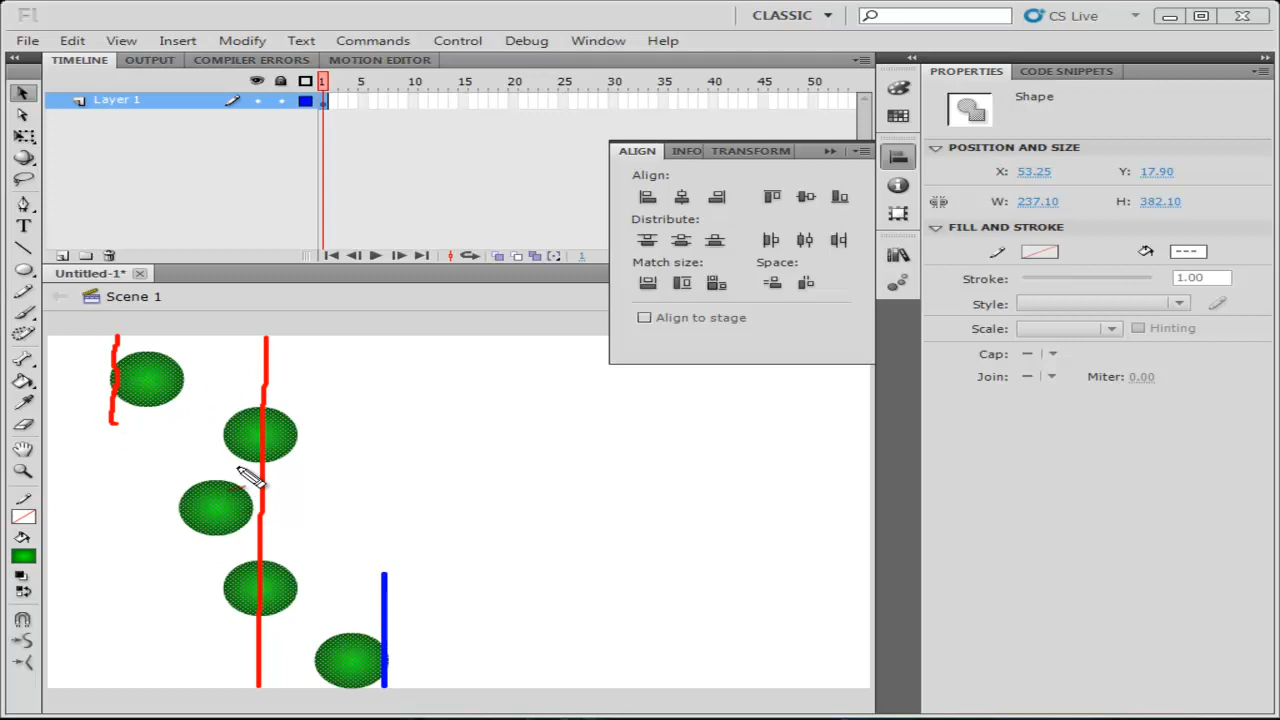 Fl CLASSIC CS Live
File Edit View Insert Modify Text Commands Control Debug Window Help
TIMELINE OUTPUT COMPILER ERRORS MOTION EDITOR
PROPERTIES CODE SNIPPETS
1 5 10 15 20 25 30 35 40 45 50
Layer 1
Shape
ALIGN INFO TRANSFORM
POSITION AND SIZE
Align:
X: 53.25 Y: 17.90
W: 237.10 H: 382.10
Distribute:
FILL AND STROKE
1
Match size: Space:
Untitled-1*
Stroke: 1.00
Scene 1
Style:
Align to stage
Scale: Hinting
Cap:
Join: Miter: 0.00
T